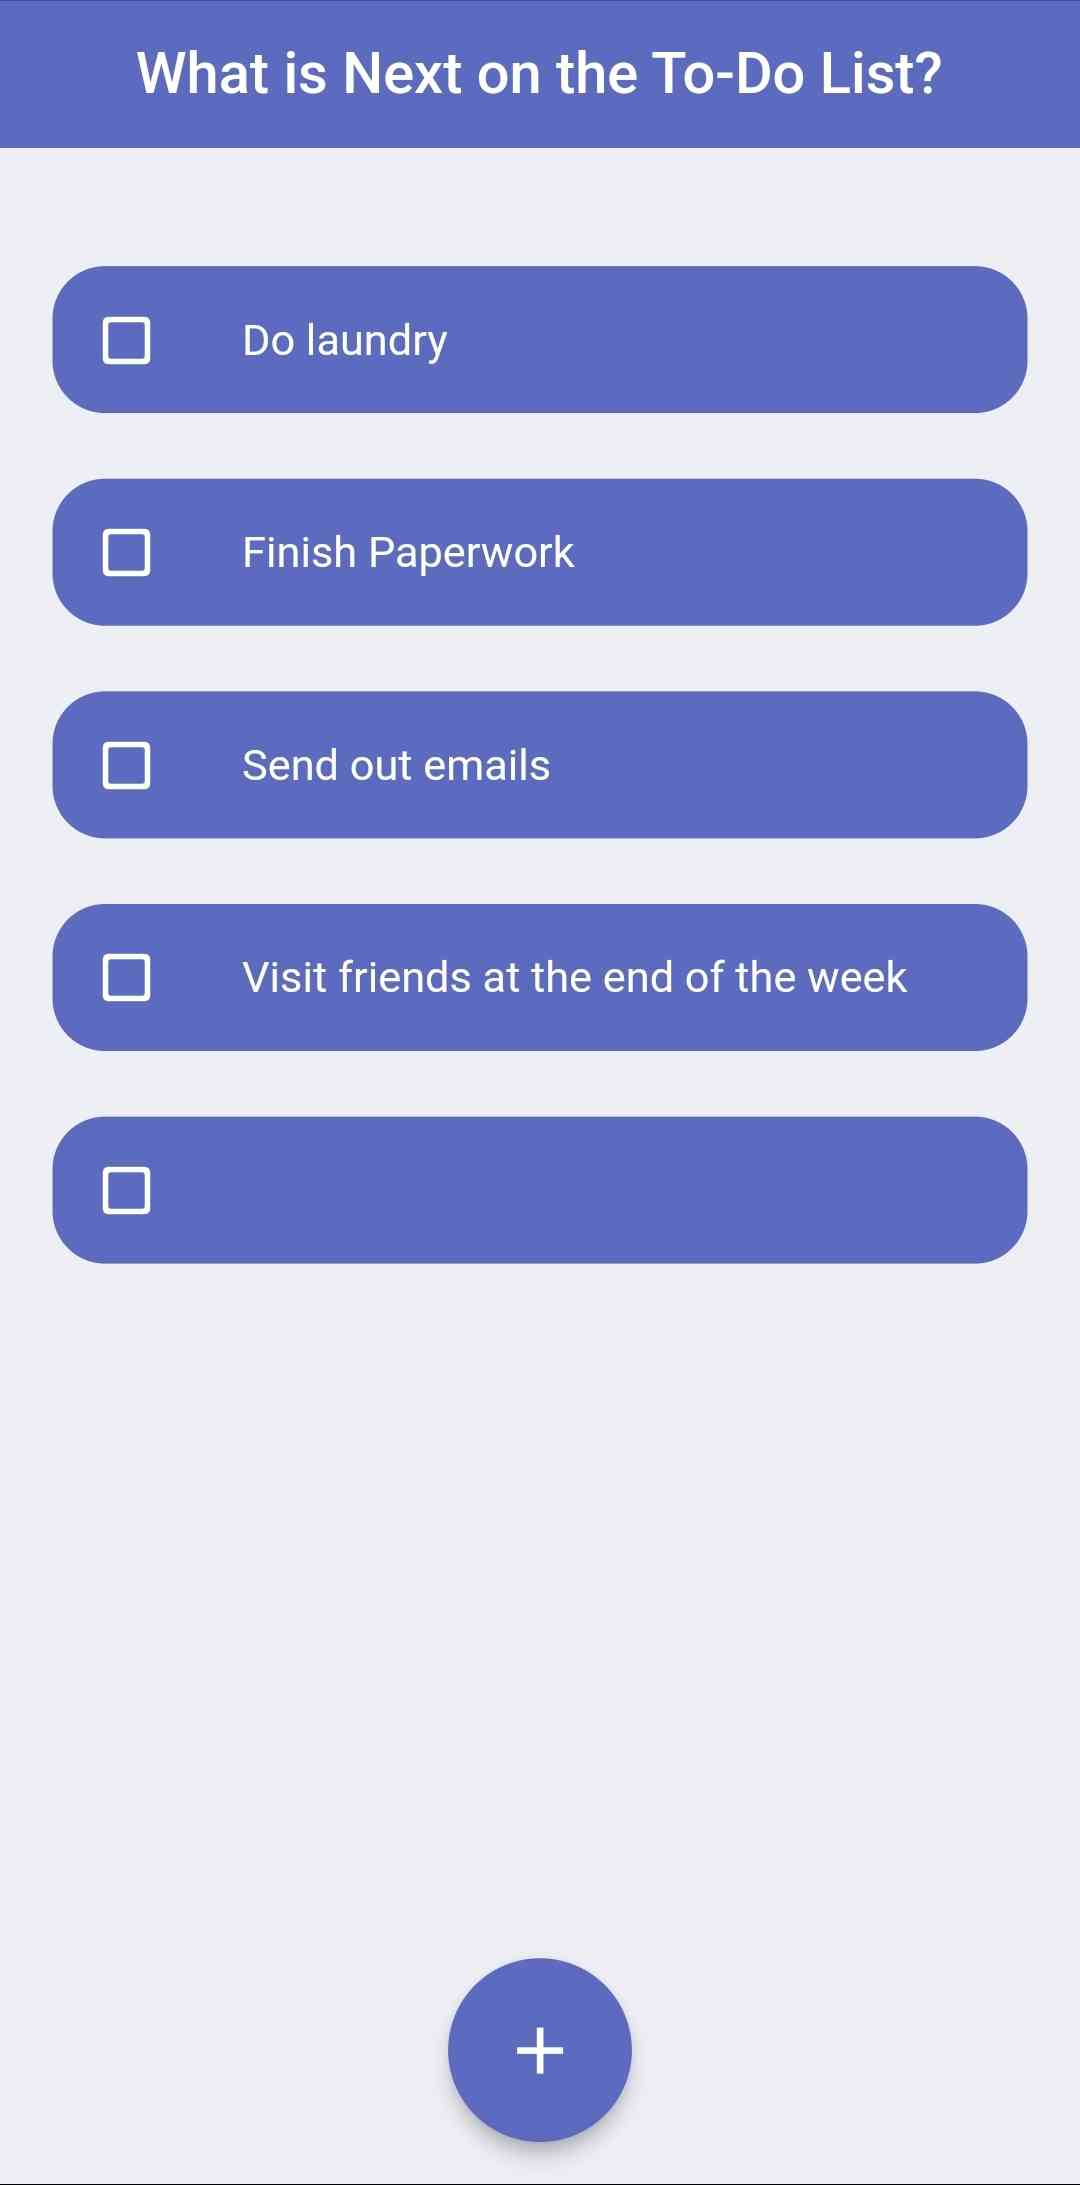 What is Next on the To-Do List?
Do laundry
Finish Paperwork
Send out emails
Visit friends at the end of the week